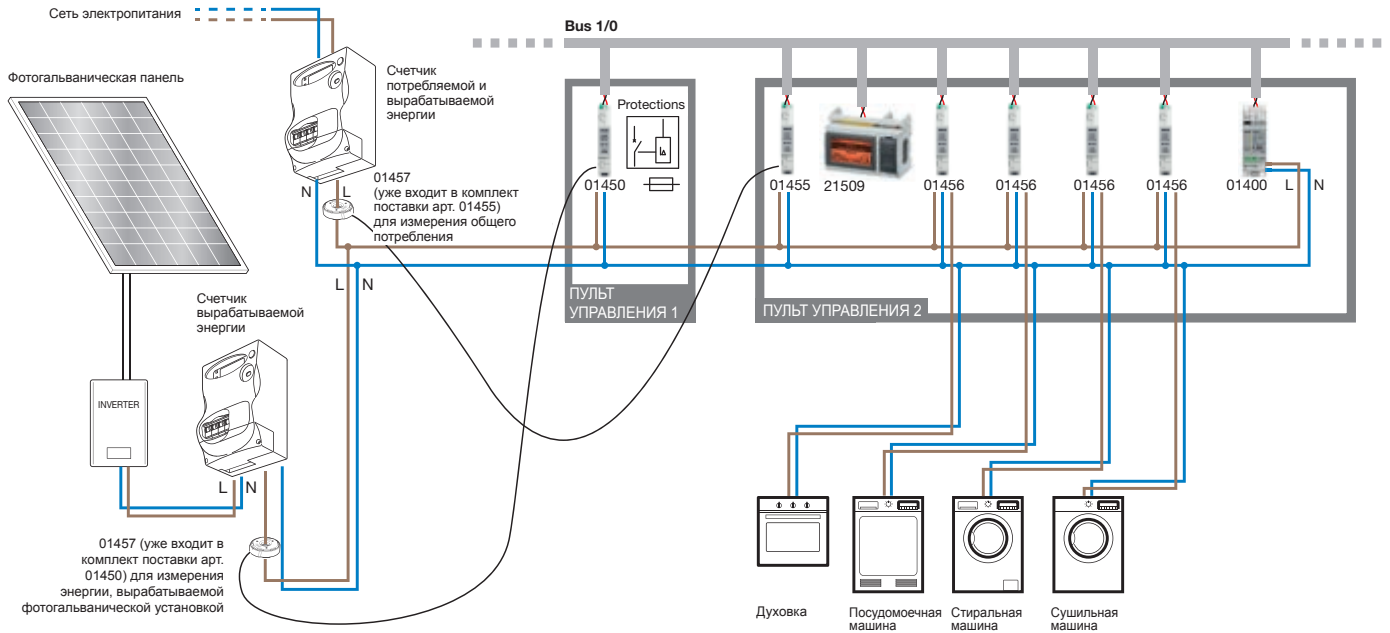 Сеть электропитания
Bus 1/0
Фотогальваническая панель
Счетчик
потребляемой и
вырабатываемой
энергии
Protections
01450
01455
21509
01456
01456
01456
01456
01400
L
N
N
L
01457
(уже входит в комплект
поставки арт. 01455)
для измерения общего
потребления
L
N
ПУЛЬТ
УПРАВЛЕНИЯ 1
ПУЛЬТ УПРАВЛЕНИЯ 2
Счетчик
вырабатываемой
энергии
INVERTER
L
N
01457 (уже входит в
комплект поставки арт.
01450) для измерения
энергии, вырабатываемой
фотогальванической установкой
Духовка
Посудомоечная
машина
Стиральная
машина
Сушильная
машина